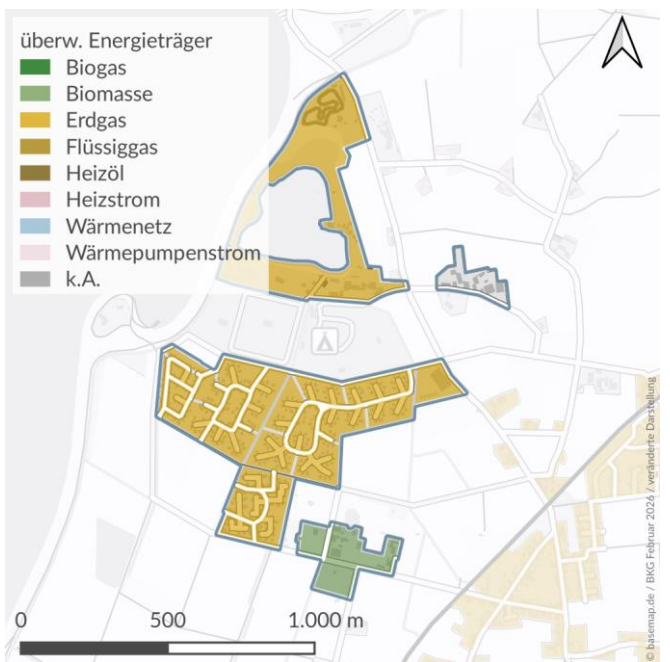 überw. Energieträger
Biogas
Biomasse
Erdgas
Flüssiggas
Heizöl
Heizstrom
Wärmenetz
Wärmepumpenstrom
k.A.
0 500 1.000 m
© basemap.de / BKG Februar 2026 / veränderte Darstellung